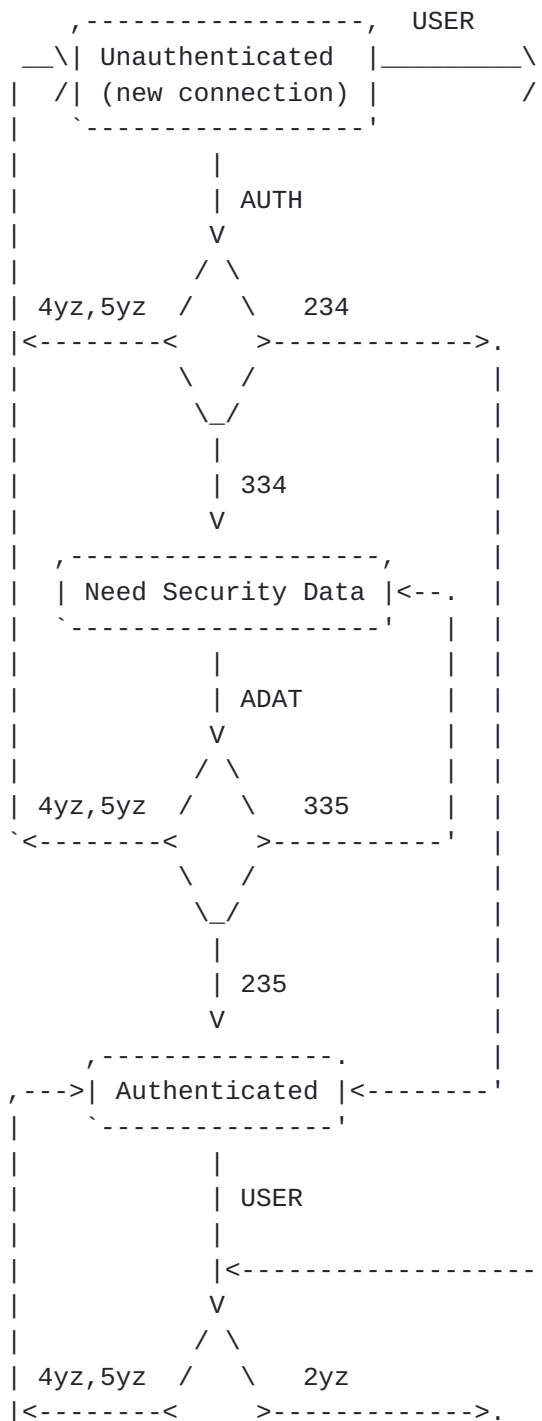 USER
Unauthenticated
(new connection)
AUTH
4yz,5yz 234
334
Need Security Data
ADAT
4yz,5yz 335
235
Authenticated
USER
4yz,5yz 2yz